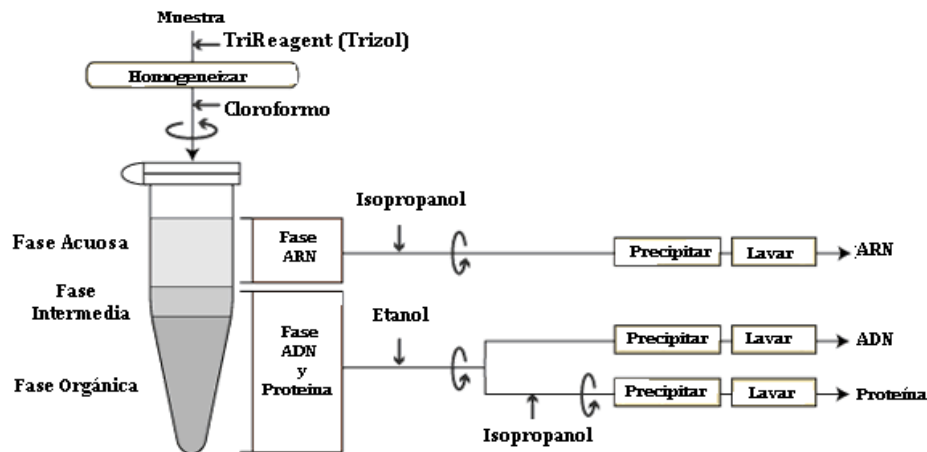 Muestra
TriReagent (Trizol)
Homogeneizar
Cloroformo
Isopropanol
Fase Acuosa
Fase
ARN
Precipitar
Lavar
ARN
Fase
Intermedia
Etanol
Fase
ADN
y
Proteína
Precipitar
Lavar
ADN
Fase Orgánica
Precipitar
Lavar
Proteína
Isopropanol